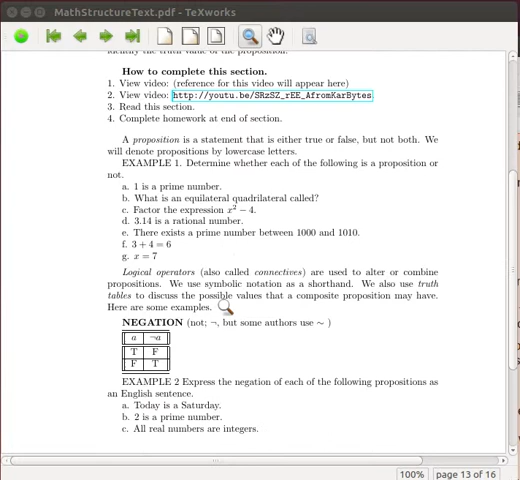 MathStructureText.pdf - TeXworks
identify the truth value of the proposition.
How to complete this section.
1. View video: (reference for this video will appear here)
2. View video: http://youtu.be/SRzSZ_rEE_AfromKarBytes
3. Read this section.
4. Complete homework at end of section.
A proposition is a statement that is either true or false, but not both. We
will denote propositions by lowercase letters.
EXAMPLE 1. Determine whether each of the following is a proposition or
not.
a. 1 is a prime number.
b. What is an equilateral quadrilateral called?
c. Factor the expression x² − 4.
d. 3.14 is a rational number.
e. There exists a prime number between 1000 and 1010.
f. 3 + 4 = 6
g. x = 7
Logical operators (also called connectives) are used to alter or combine
propositions. We use symbolic notation as a shorthand. We also use truth
tables to discuss the possible values that a composite proposition may have.
Here are some examples.
NEGATION (not; ¬, but some authors use ∼ )
a ¬a
T F
F T
EXAMPLE 2 Express the negation of each of the following propositions as
an English sentence.
a. Today is a Saturday.
b. 2 is a prime number.
c. All real numbers are integers.
100% page 13 of 16